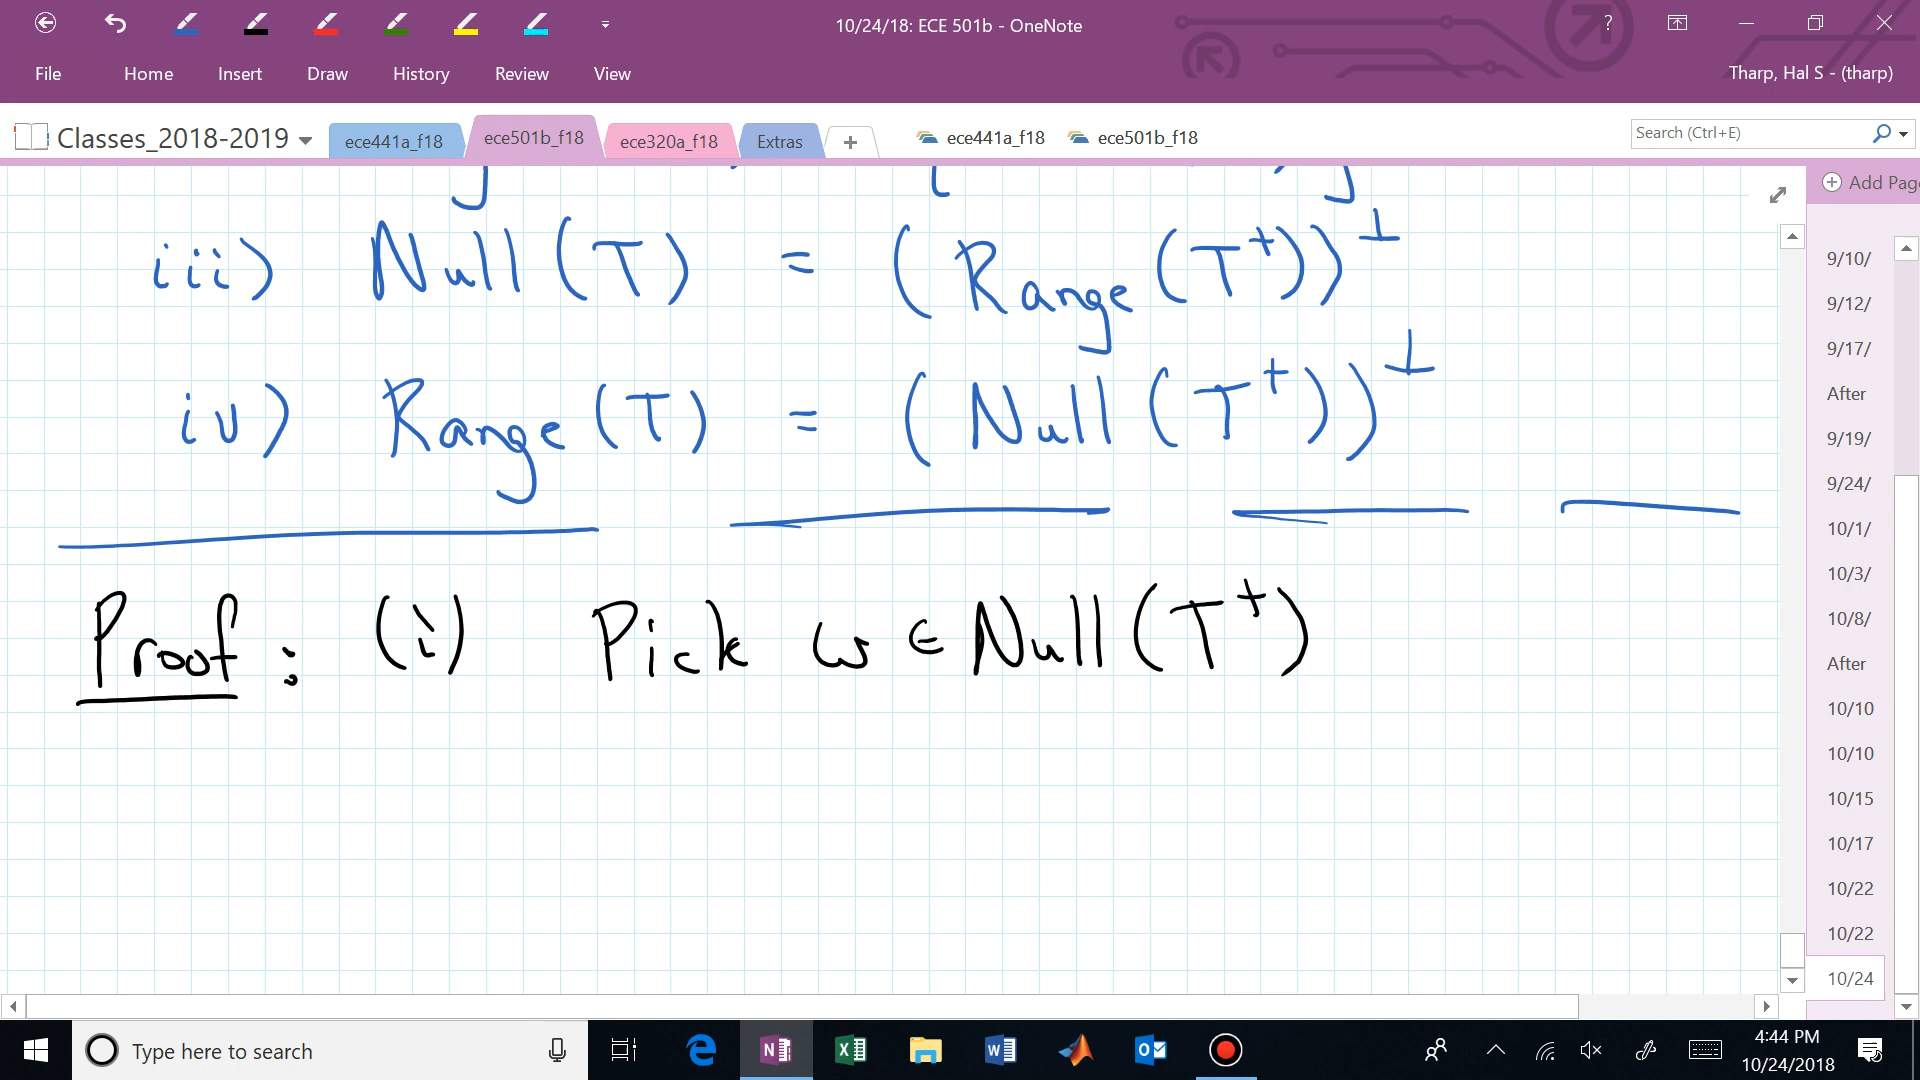 10/24/18: ECE 501b - OneNote
?
File Home Insert Draw History Review View
Tharp, Hal S - (tharp)
Classes_2018-2019
ece441a_f18 ece501b_f18 ece320a_f18 Extras +
ece441a_f18 ece501b_f18
Search (Ctrl+E)
Add Pag
iii) Null(T) = (Range(T⁺))⊥
iv) Range(T) = (Null(T⁺))⊥
Proof: (i) Pick ω ∈ Null(T⁺)
9/10/
9/12/
9/17/
After
9/19/
9/24/
10/1/
10/3/
10/8/
After
10/10
10/10
10/15
10/17
10/22
10/22
10/24
Type here to search
4:44 PM
10/24/2018